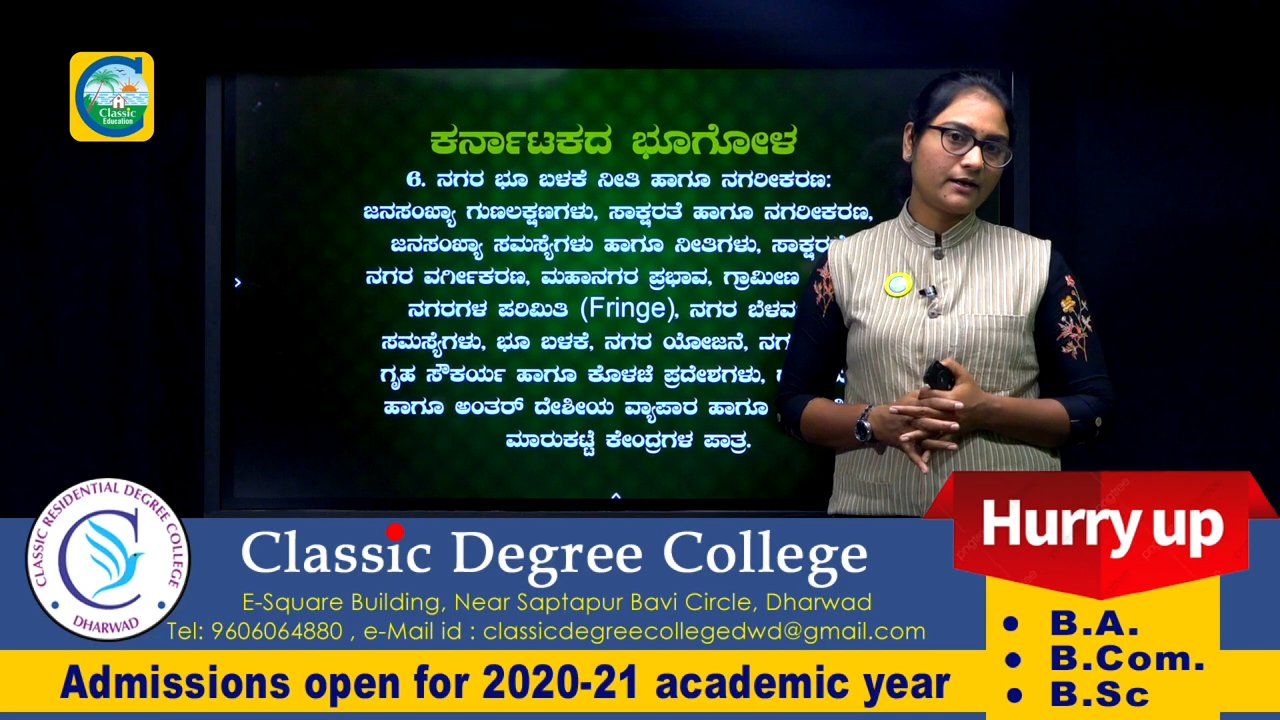 Classic
Education
ಕರ್ನಾಟಕದ ಭೂಗೋಳ
6. ನಗರ ಭೂ ಬಳಕೆ ನೀತಿ ಹಾಗೂ ನಗರೀಕರಣ:
ಜನಸಂಖ್ಯಾ ಗುಣಲಕ್ಷಣಗಳು, ಸಾಕ್ಷರತೆ ಹಾಗೂ ನಗರೀಕರಣ,
ಜನಸಂಖ್ಯಾ ಸಮಸ್ಯೆಗಳು ಹಾಗೂ ನೀತಿಗಳು,
ನಗರ ವರ್ಗೀಕರಣ, ಮಹಾನಗರ ಪ್ರಭಾವ, ಗ್ರಾಮೀಣ
ನಗರಗಳ ಪರಿಮಿತಿ (Fringe), ನಗರ
ಸಮಸ್ಯೆಗಳು, ಭೂ ಬಳಕೆ, ನಗರ ಯೋಜನೆ,
ಗೃಹ ಸೌಕರ್ಯ ಹಾಗೂ ಕೊಳಚೆ ಪ್ರದೇಶಗಳು,
ಹಾಗೂ ಅಂತರ್ ದೇಶೀಯ ವ್ಯಾಪಾರ ಹಾಗೂ
ಮಾರುಕಟ್ಟೆ ಕೇಂದ್ರಗಳ ಪಾತ್ರ.
CLASSIC RESIDENTIAL DEGREE COLLEGE
DHARWAD
Classic Degree College
E-Square Building, Near Saptapur Bavi Circle, Dharwad
Tel: 9606064880 , e-Mail id : classicdegreecollegedwd@gmail.com
Admissions open for 2020-21 academic year
Hurry up
• B.A.
• B.Com.
• B.Sc